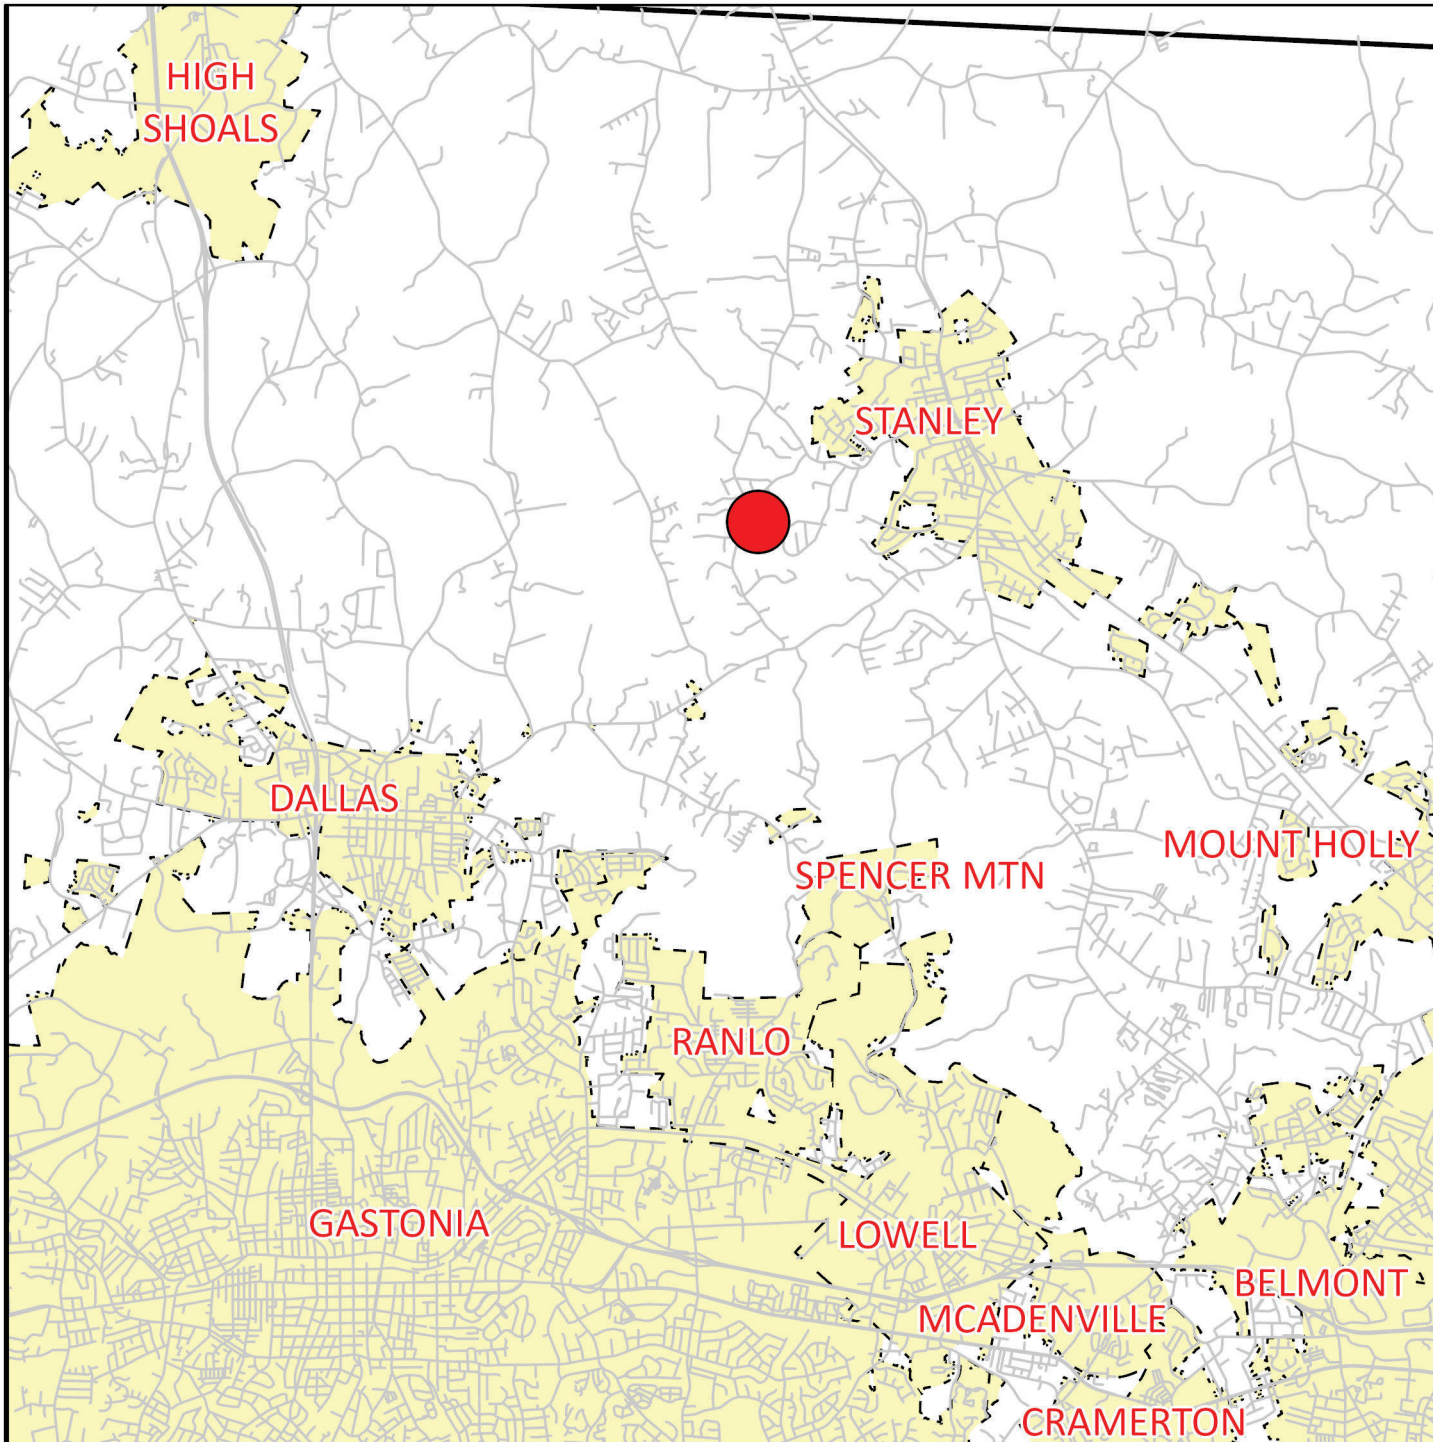 HIGH
SHOALS
STANLEY
DALLAS
MOUNT HOLLY
SPENCER MTN
RANLO
GASTONIA
LOWELL
BELMONT
MCADENVILLE
CRAMERTON